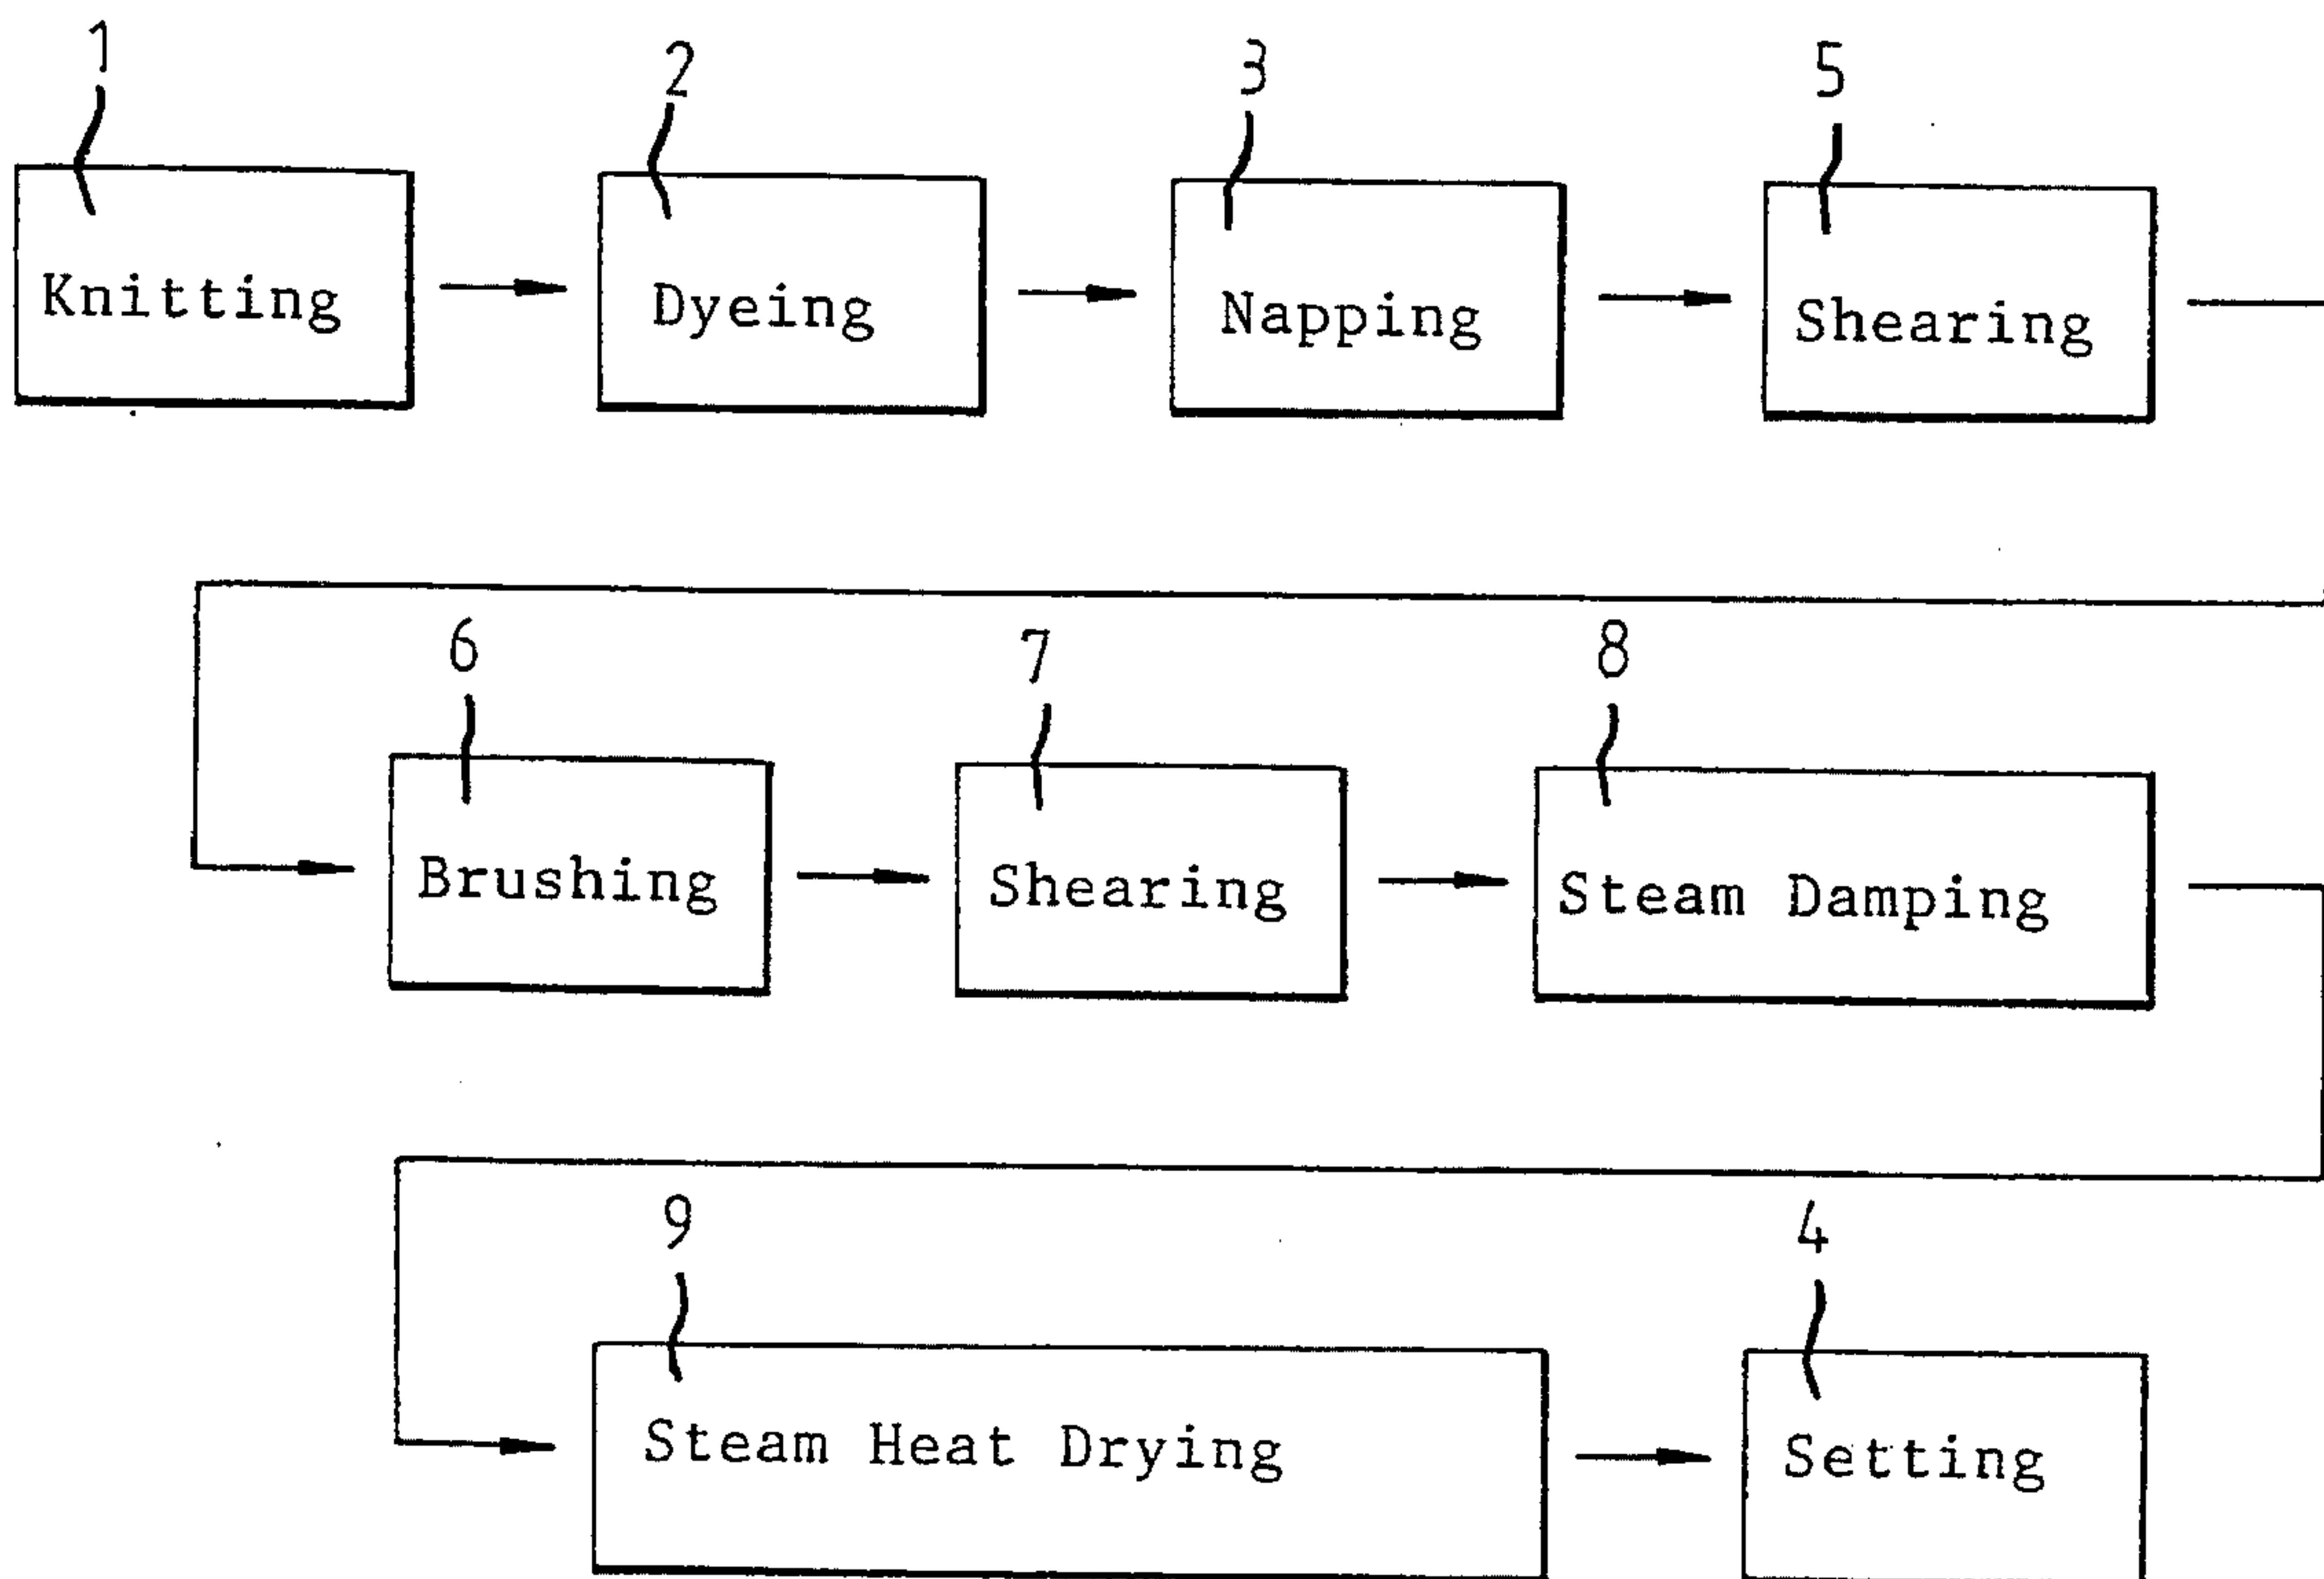 1 2 3 5
Knitting Dyeing Napping Shearing
6 7 8
Brushing Shearing Steam Damping
9 4
Steam Heat Drying Setting